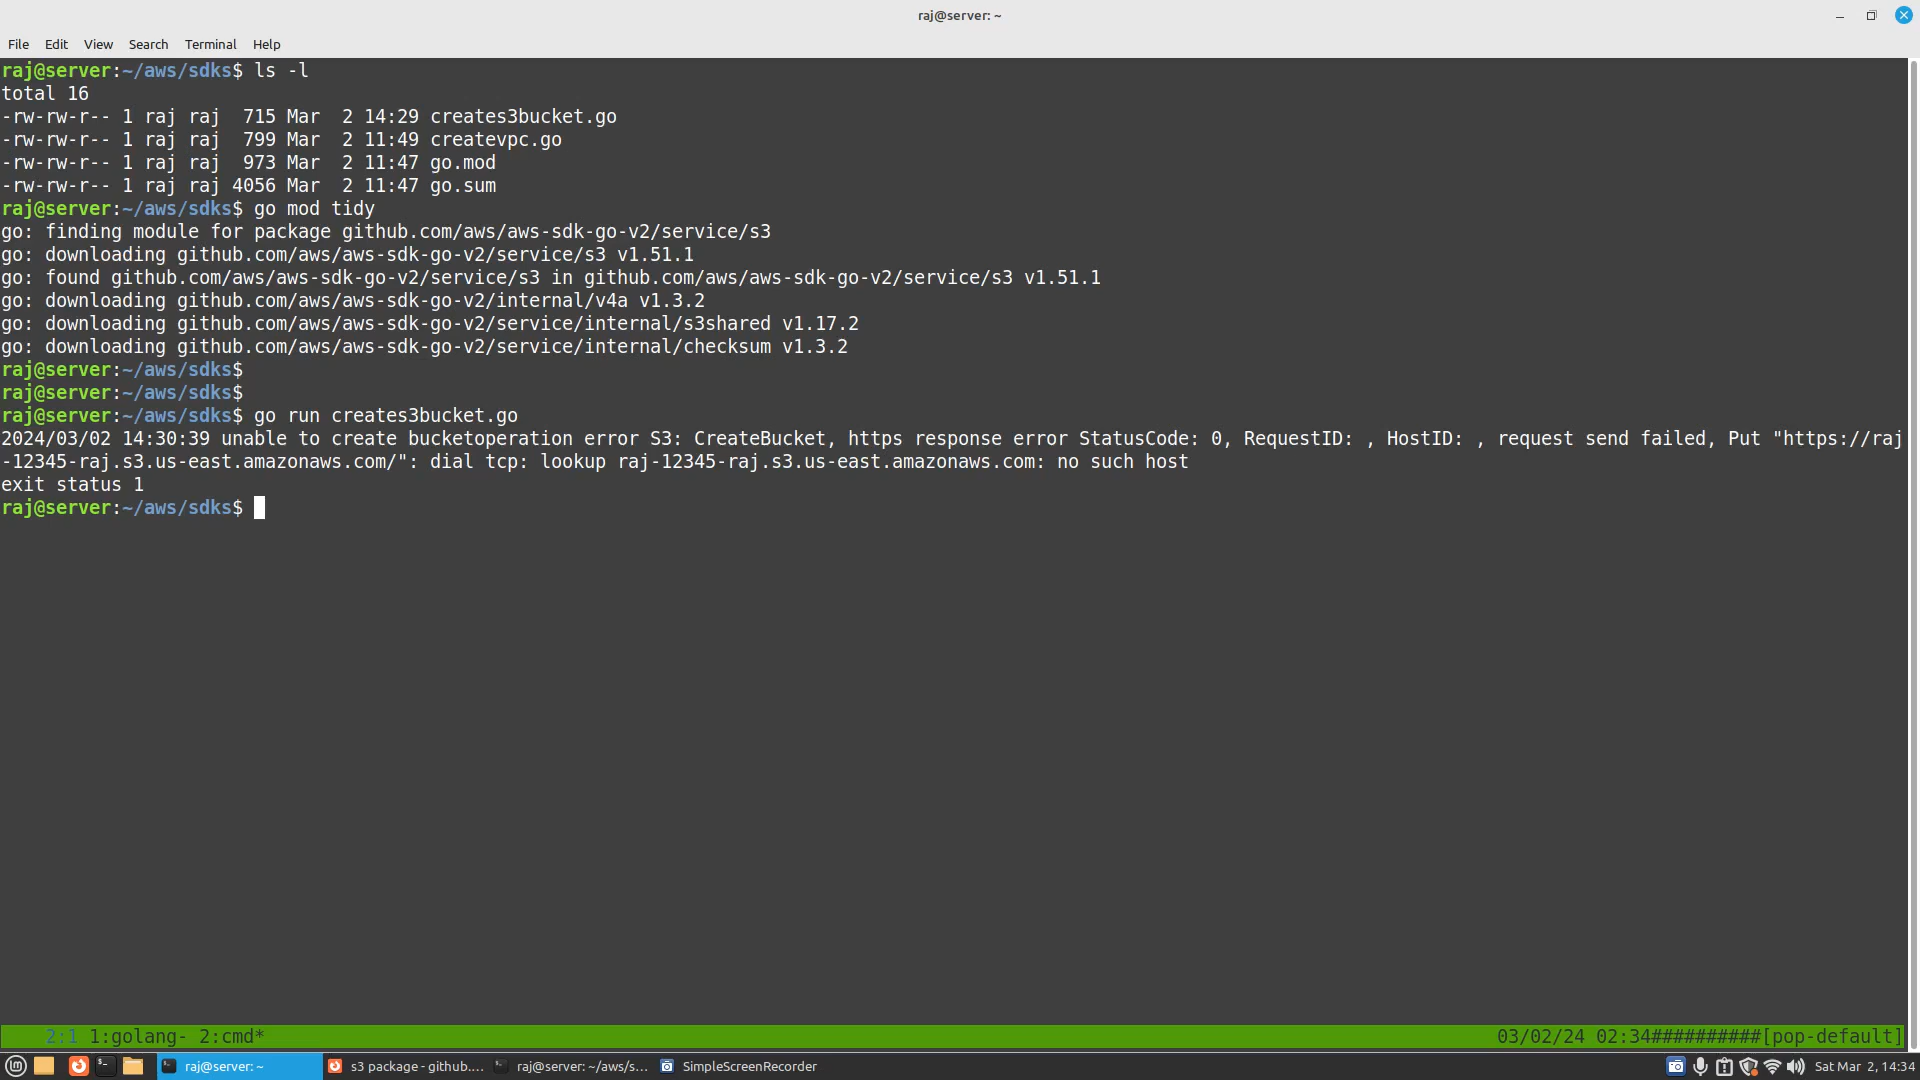 raj@server: ~
File Edit View Search Terminal Help
raj@server:~/aws/sdks$ ls -l
total 16
-rw-rw-r-- 1 raj raj  715 Mar  2 14:29 creates3bucket.go
-rw-rw-r-- 1 raj raj  799 Mar  2 11:49 createvpc.go
-rw-rw-r-- 1 raj raj  973 Mar  2 11:47 go.mod
-rw-rw-r-- 1 raj raj 4056 Mar  2 11:47 go.sum
raj@server:~/aws/sdks$ go mod tidy
go: finding module for package github.com/aws/aws-sdk-go-v2/service/s3
go: downloading github.com/aws/aws-sdk-go-v2/service/s3 v1.51.1
go: found github.com/aws/aws-sdk-go-v2/service/s3 in github.com/aws/aws-sdk-go-v2/service/s3 v1.51.1
go: downloading github.com/aws/aws-sdk-go-v2/internal/v4a v1.3.2
go: downloading github.com/aws/aws-sdk-go-v2/service/internal/s3shared v1.17.2
go: downloading github.com/aws/aws-sdk-go-v2/service/internal/checksum v1.3.2
raj@server:~/aws/sdks$
raj@server:~/aws/sdks$
raj@server:~/aws/sdks$ go run creates3bucket.go
2024/03/02 14:30:39 unable to create bucketoperation error S3: CreateBucket, https response error StatusCode: 0, RequestID: , HostID: , request send failed, Put "https://raj
-12345-raj.s3.us-east.amazonaws.com/": dial tcp: lookup raj-12345-raj.s3.us-east.amazonaws.com: no such host
exit status 1
raj@server:~/aws/sdks$
2:1 1:golang- 2:cmd* 03/02/24 02:34##########[pop-default]
raj@server: ~ s3 package - github.... raj@server: ~/aws/s... SimpleScreenRecorder Sat Mar 2, 14:34